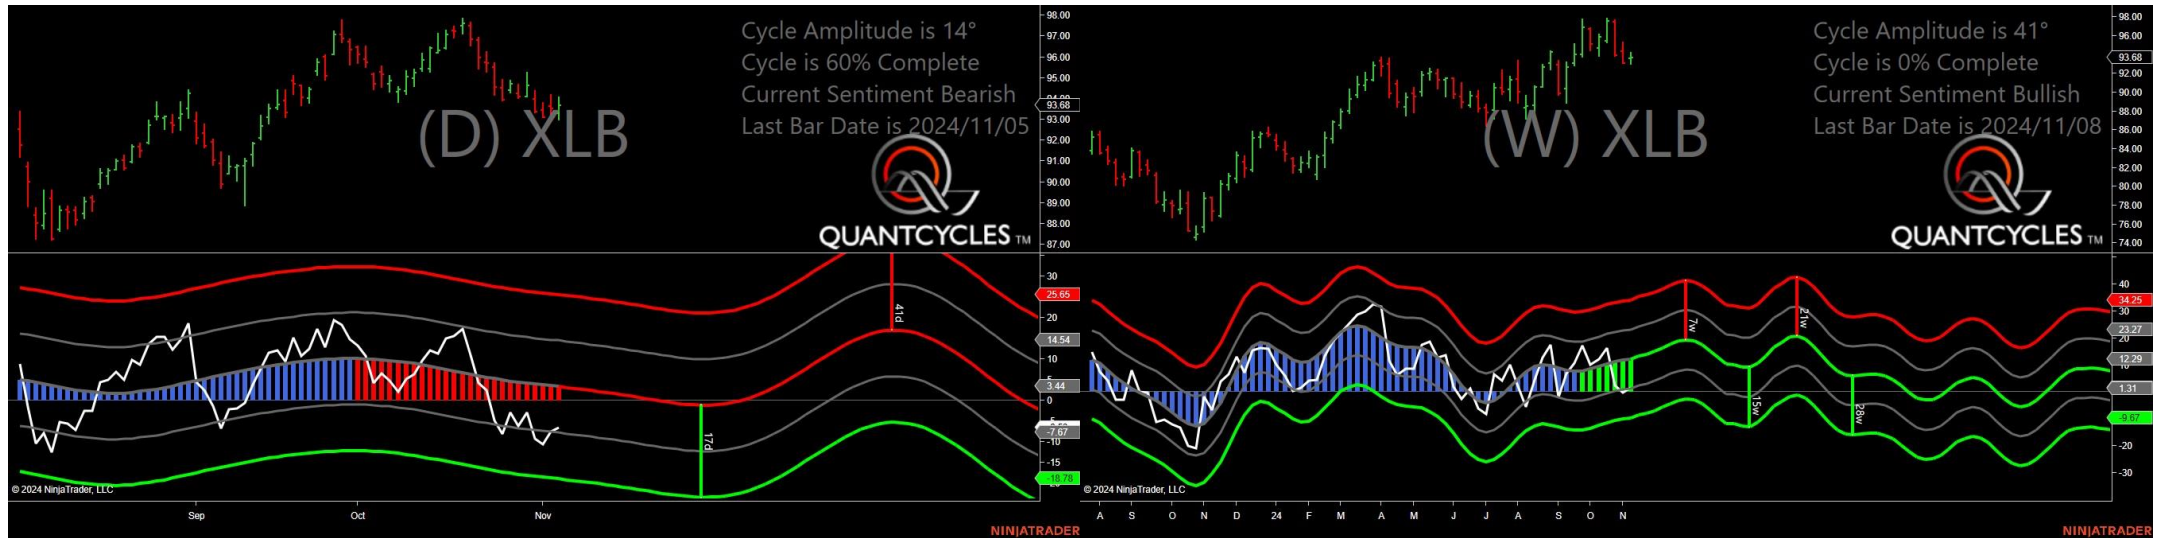 Cycle Amplitude is 14°
Cycle is 60% Complete
Current Sentiment Bearish
Last Bar Date is 2024/11/05
(D) XLB
QUANTCYCLES TM
98.00
97.00
96.00
95.00
94.00
93.68
93.00
92.00
91.00
90.00
89.00
88.00
87.00
30
25.65
20
14.54
10
5
3.44
0
-5
-7.67
-10
-15
-18.78
41d
17d
© 2024 NinjaTrader, LLC
Sep Oct Nov
NINJATRADER
Cycle Amplitude is 41°
Cycle is 0% Complete
Current Sentiment Bullish
Last Bar Date is 2024/11/08
(W) XLB
QUANTCYCLES TM
98.00
96.00
93.68
92.00
90.00
88.00
86.00
84.00
82.00
80.00
78.00
76.00
74.00
40
34.25
30
23.27
20
12.29
10
1.31
-9.67
-20
-30
7w
21w
15w
28w
© 2024 NinjaTrader, LLC
A S O N D 24 F M A M J J A S O N
NINJATRADER